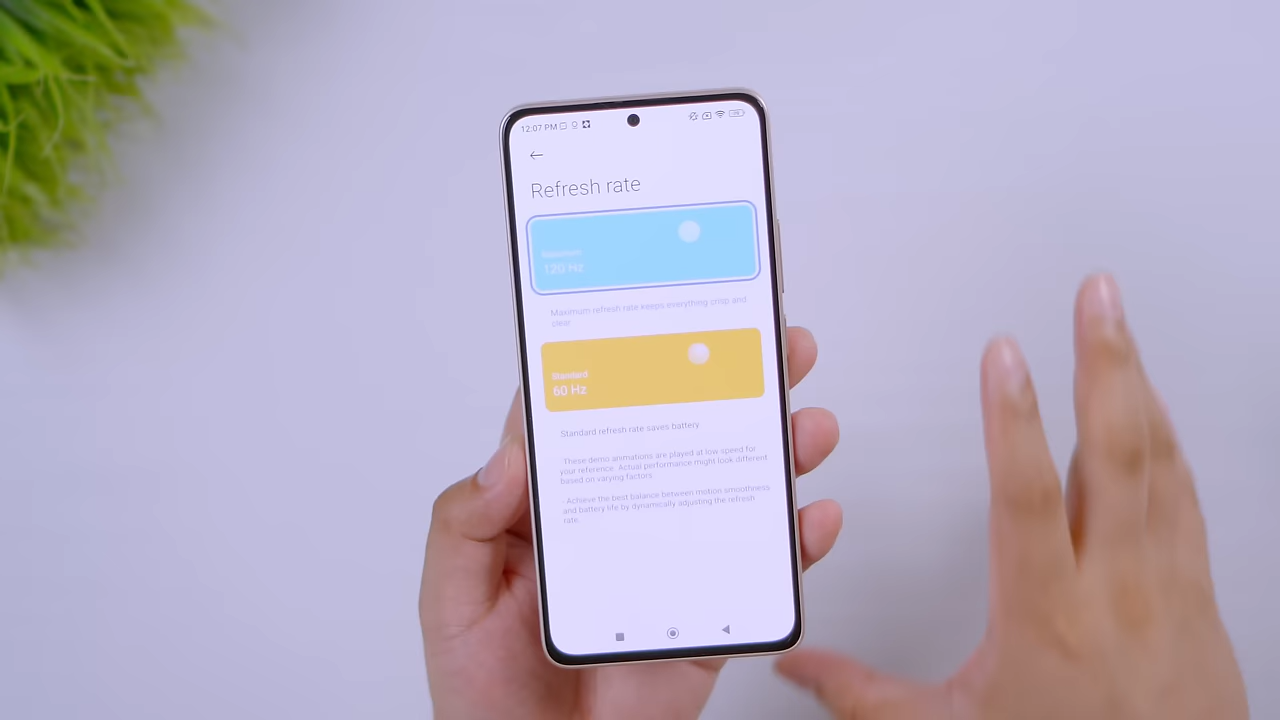 12:07 PM
Refresh rate
Maximum
120 Hz
Maximum refresh rate keeps everything crisp and
clear
Standard
60 Hz
Standard refresh rate saves battery
· These demo animations are played at low speed for
your reference. Actual performance might look different
based on varying factors.
· Achieve the best balance between motion smoothness
and battery life by dynamically adjusting the refresh
rate.